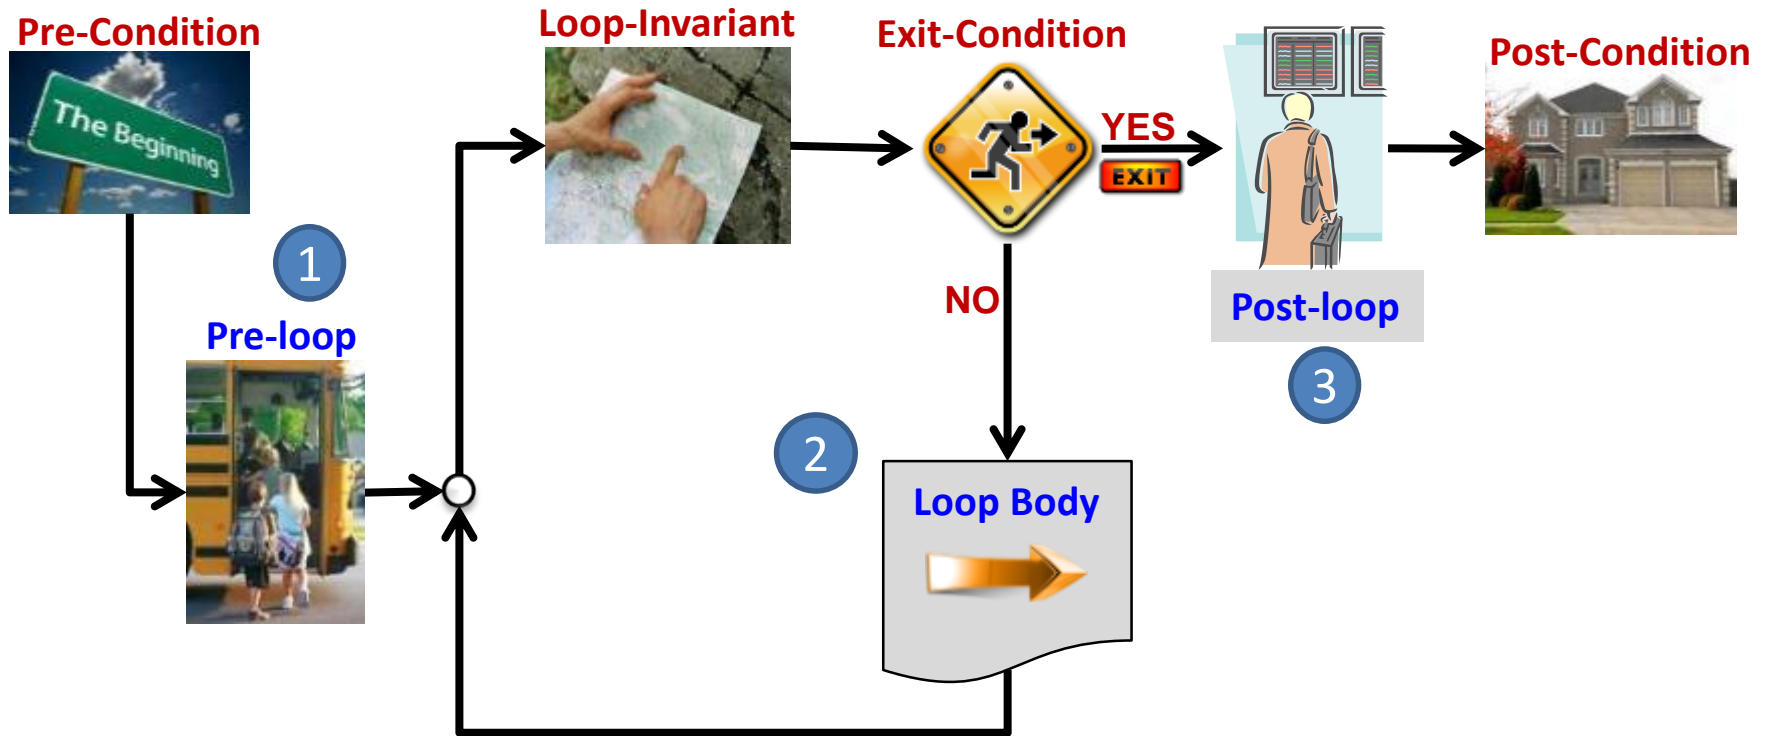 Pre-Condition
The Beginning
Loop-Invariant
Exit-Condition
YES
EXIT
Post-Condition
1
Pre-loop
NO
Post-loop
3
2
Loop Body